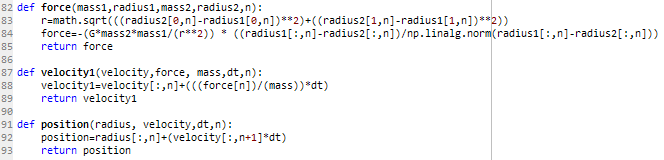 82 def force(mass1,radius1,mass2,radius2,n):
83     r=math.sqrt(((radius2[0,n]-radius1[0,n])**2)+((radius2[1,n]-radius1[1,n])**2))
84     force=-(G*mass2*mass1/(r**2)) * ((radius1[:,n]-radius2[:,n])/np.linalg.norm(radius1[:,n]-radius2[:,n]))
85     return force
86
87 def velocity1(velocity,force, mass,dt,n):
88     velocity1=velocity[:,n]+(((force[n])/(mass))*dt)
89     return velocity1
90
91 def position(radius, velocity,dt,n):
92     position=radius[:,n]+(velocity[:,n+1]*dt)
93     return position